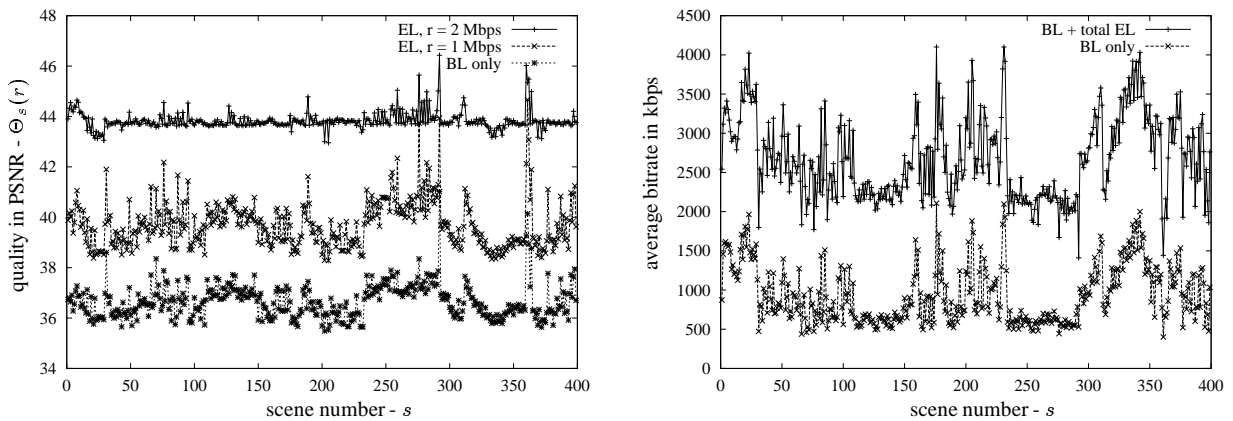 quality in PSNR - Θs(r)
48
46
44
42
40
38
36
34
EL, r = 2 Mbps
EL, r = 1 Mbps
BL only
0 50 100 150 200 250 300 350 400
scene number - s
average bitrate in kbps
4500
4000
3500
3000
2500
2000
1500
1000
500
0
BL + total EL
BL only
0 50 100 150 200 250 300 350 400
scene number - s